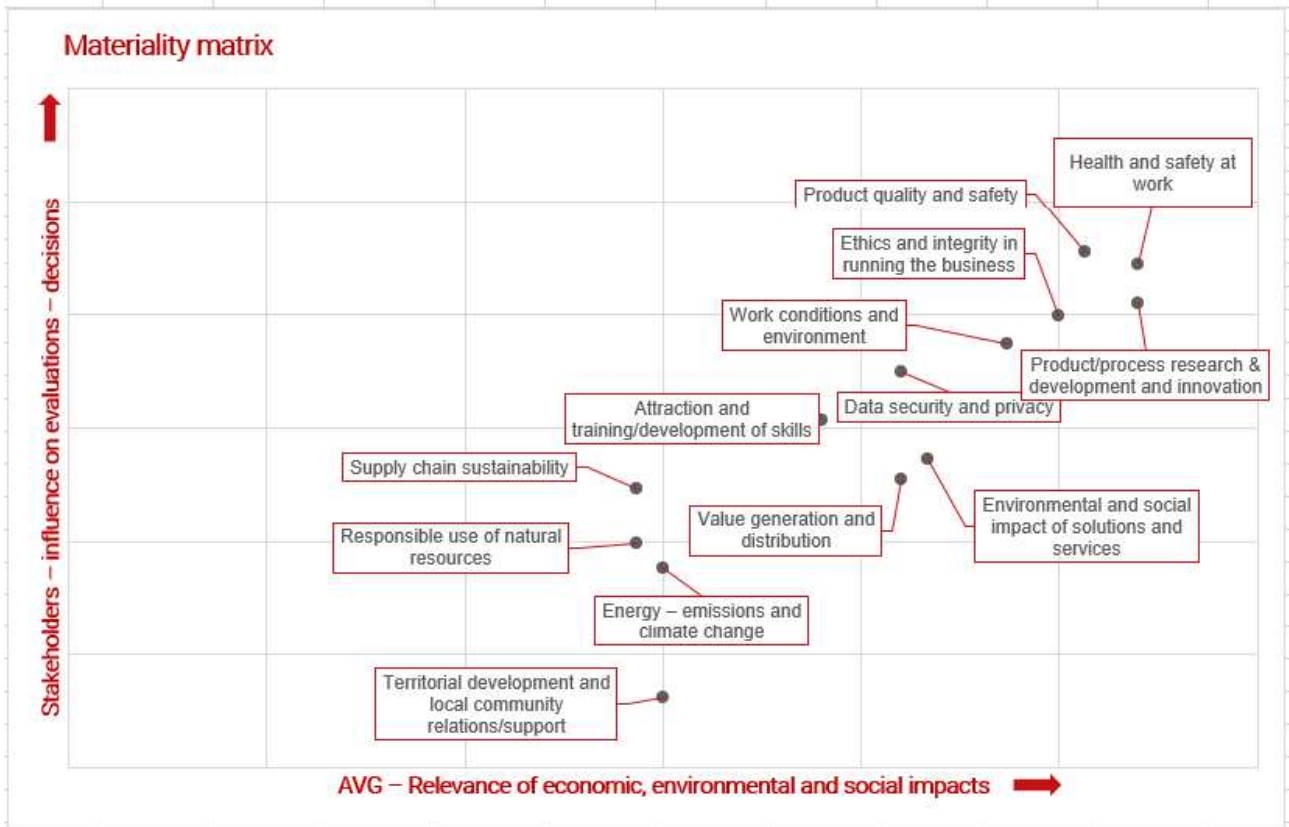 Materiality matrix
Stakeholders – influence on evaluations – decisions
Health and safety at
work
Product quality and safety
Ethics and integrity in
running the business
Work conditions and
environment
Product/process research &
development and innovation
Data security and privacy
Attraction and
training/development of skills
Supply chain sustainability
Environmental and social
impact of solutions and
services
Value generation and
distribution
Responsible use of natural
resources
Energy – emissions and
climate change
Territorial development and
local community
relations/support
AVG – Relevance of economic, environmental and social impacts